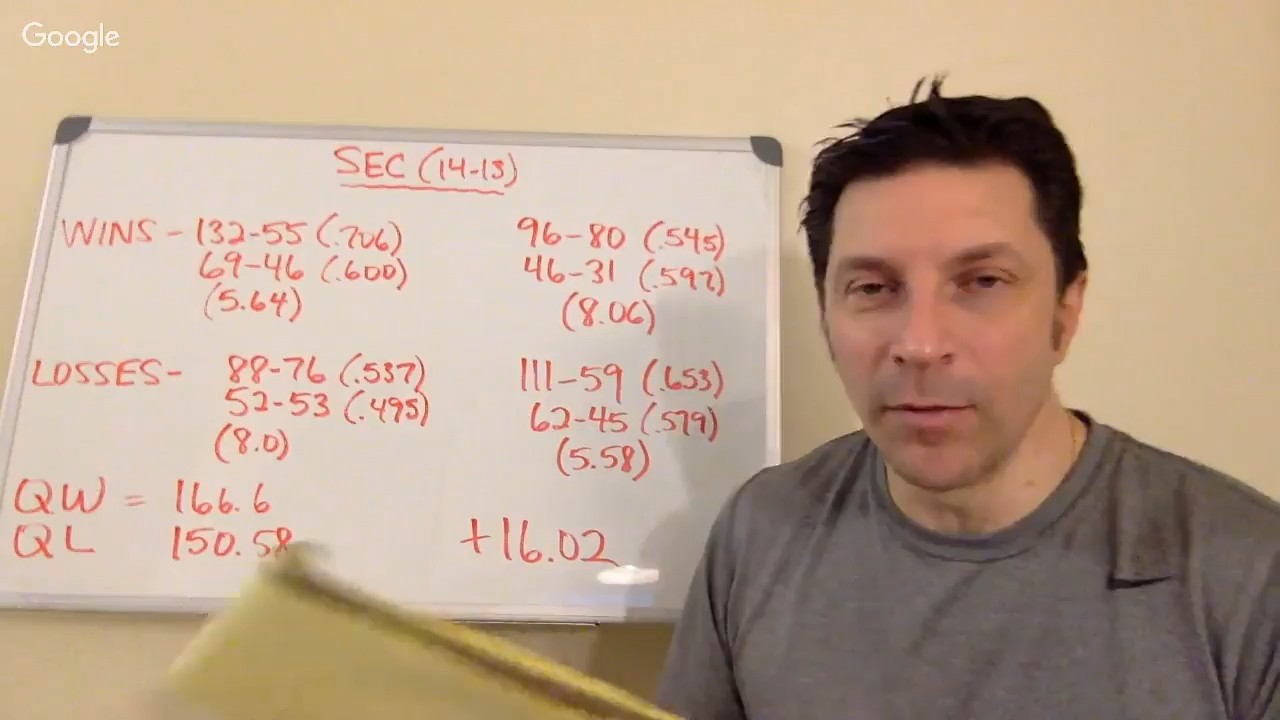 Google
SEC (14-13)
WINS - 132-55 (.706)
69-46 (.600)
(5.64)
96-80 (.545)
46-31 (.597)
(8.06)
LOSSES - 88-76 (.537)
52-53 (.495)
(8.0)
111-59 (.653)
62-45 (.579)
(5.58)
QW = 166.6
QL 150.58
+16.02